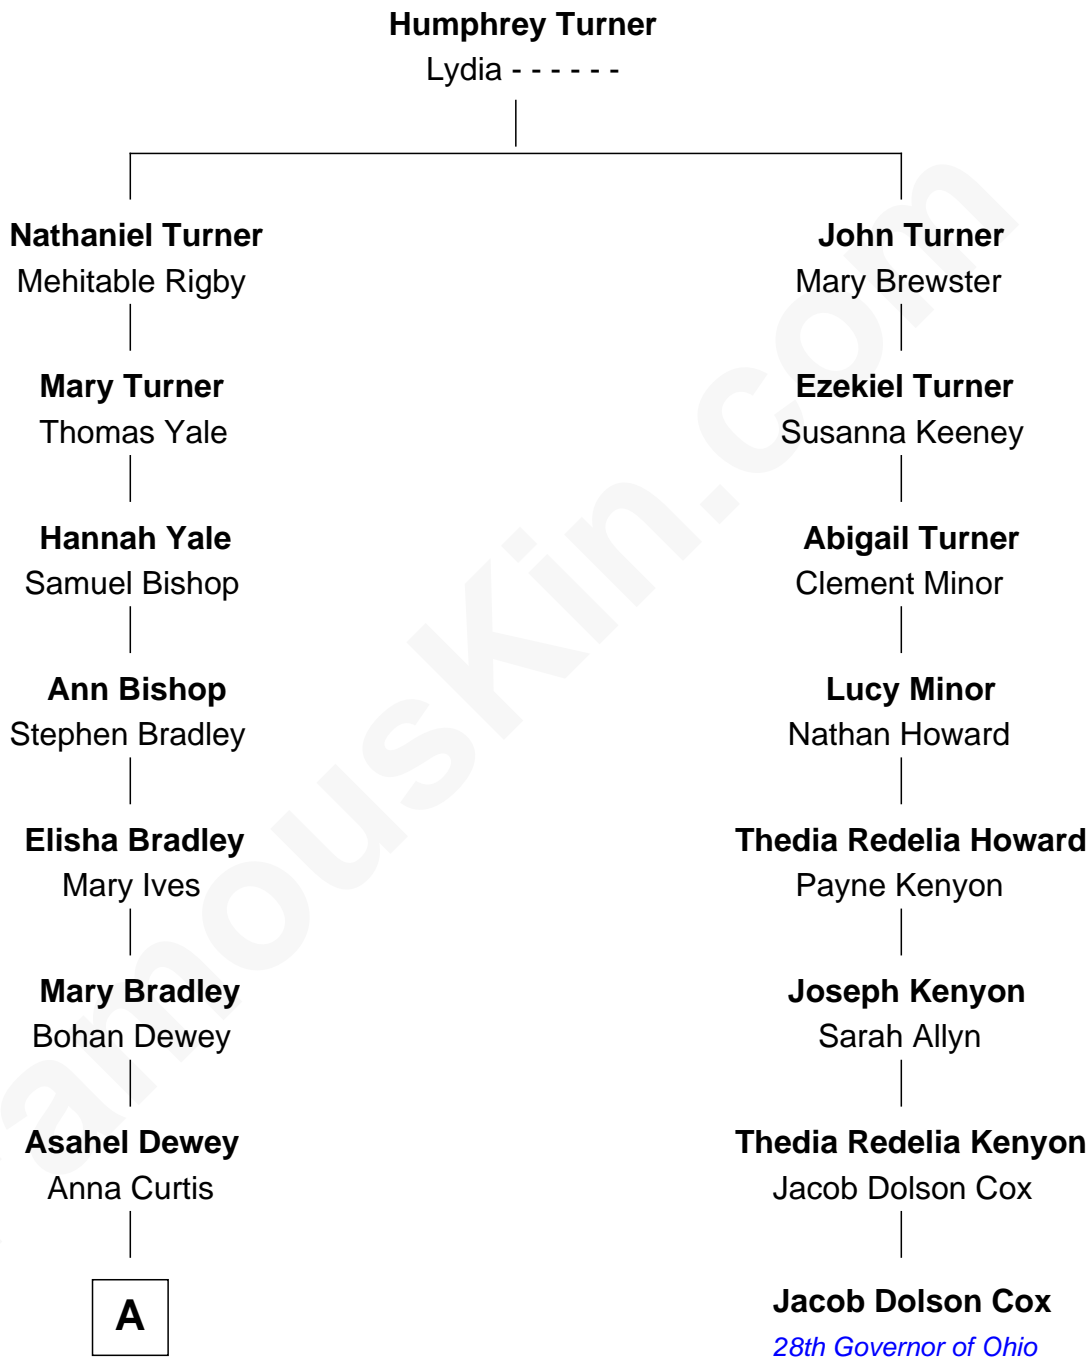 Humphrey Turner
Lydia - - - - - -
Nathaniel Turner
Mehitable Rigby
John Turner
Mary Brewster
Mary Turner
Thomas Yale
Ezekiel Turner
Susanna Keeney
Hannah Yale
Samuel Bishop
Abigail Turner
Clement Minor
Ann Bishop
Stephen Bradley
Lucy Minor
Nathan Howard
Elisha Bradley
Mary Ives
Thedia Redelia Howard
Payne Kenyon
Mary Bradley
Bohan Dewey
Joseph Kenyon
Sarah Allyn
Asahel Dewey
Anna Curtis
Thedia Redelia Kenyon
Jacob Dolson Cox
A
Jacob Dolson Cox
28th Governor of Ohio
amousKin.com